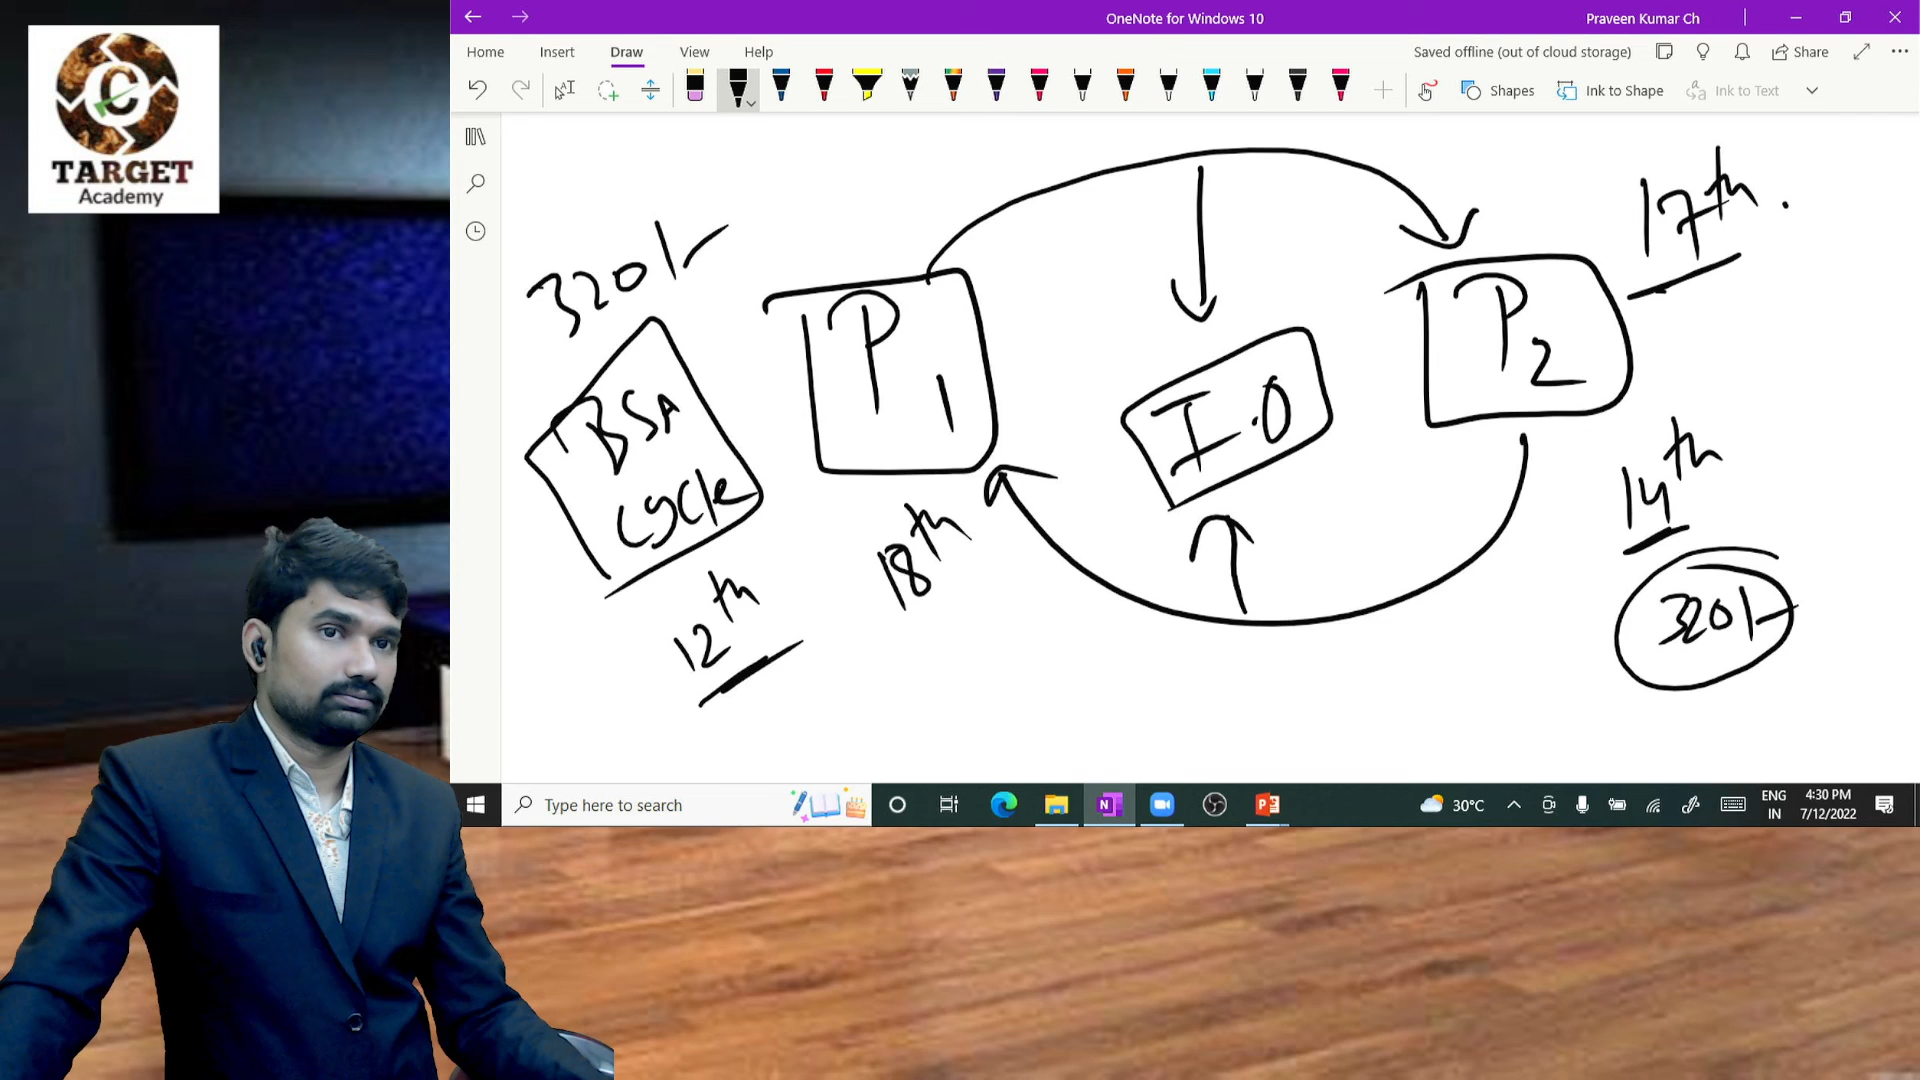 C
TARGET
Academy
OneNote for Windows 10
Praveen Kumar Ch
Home Insert Draw View Help
Saved offline (out of cloud storage)
Share
Shapes
Ink to Shape
Ink to Text
320/-
BSA
cycle
12th
P1
18th
I.O
P2
17th.
14th
320/-
Type here to search
30°C
ENG
IN
4:30 PM
7/12/2022